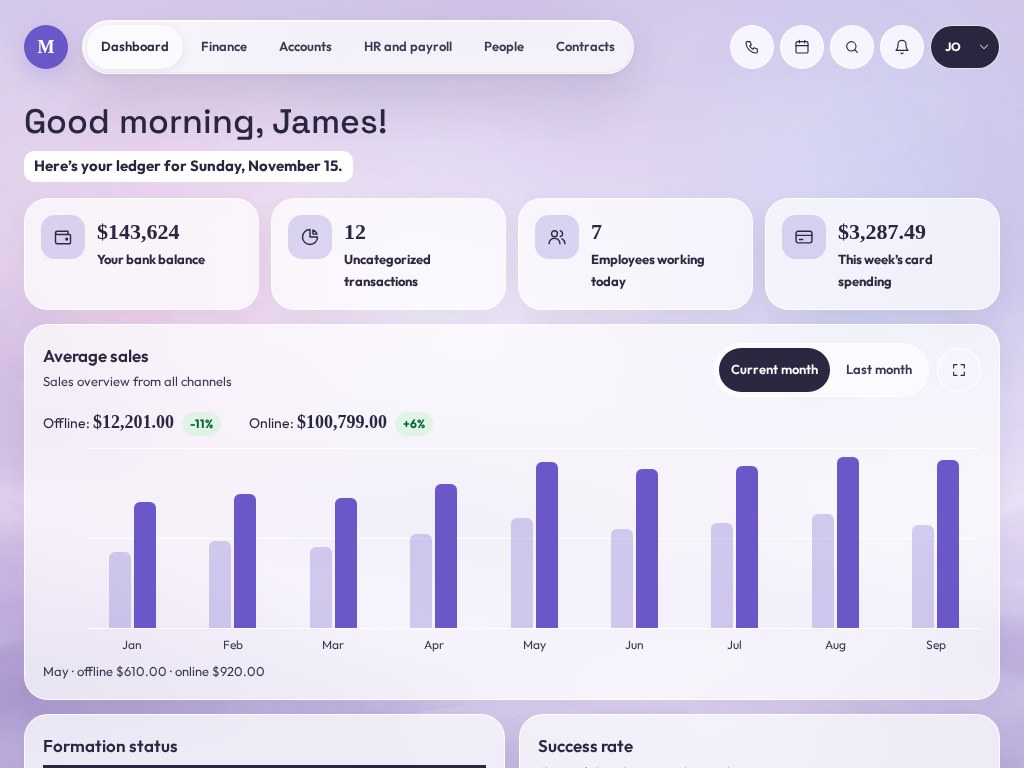 M
Dashboard Finance Accounts HR and payroll People Contracts JO
Good morning, James!
Here's your ledger for Sunday, November 15.
$143,624
Your bank balance
12
Uncategorized
transactions
7
Employees working
today
$3,287.49
This week's card
spending
Average sales
Sales overview from all channels
Current month Last month
Offline: $12,201.00 -11% Online: $100,799.00 +6%
Jan Feb Mar Apr May Jun Jul Aug Sep
May · offline $610.00 · online $920.00
Formation status
Success rate